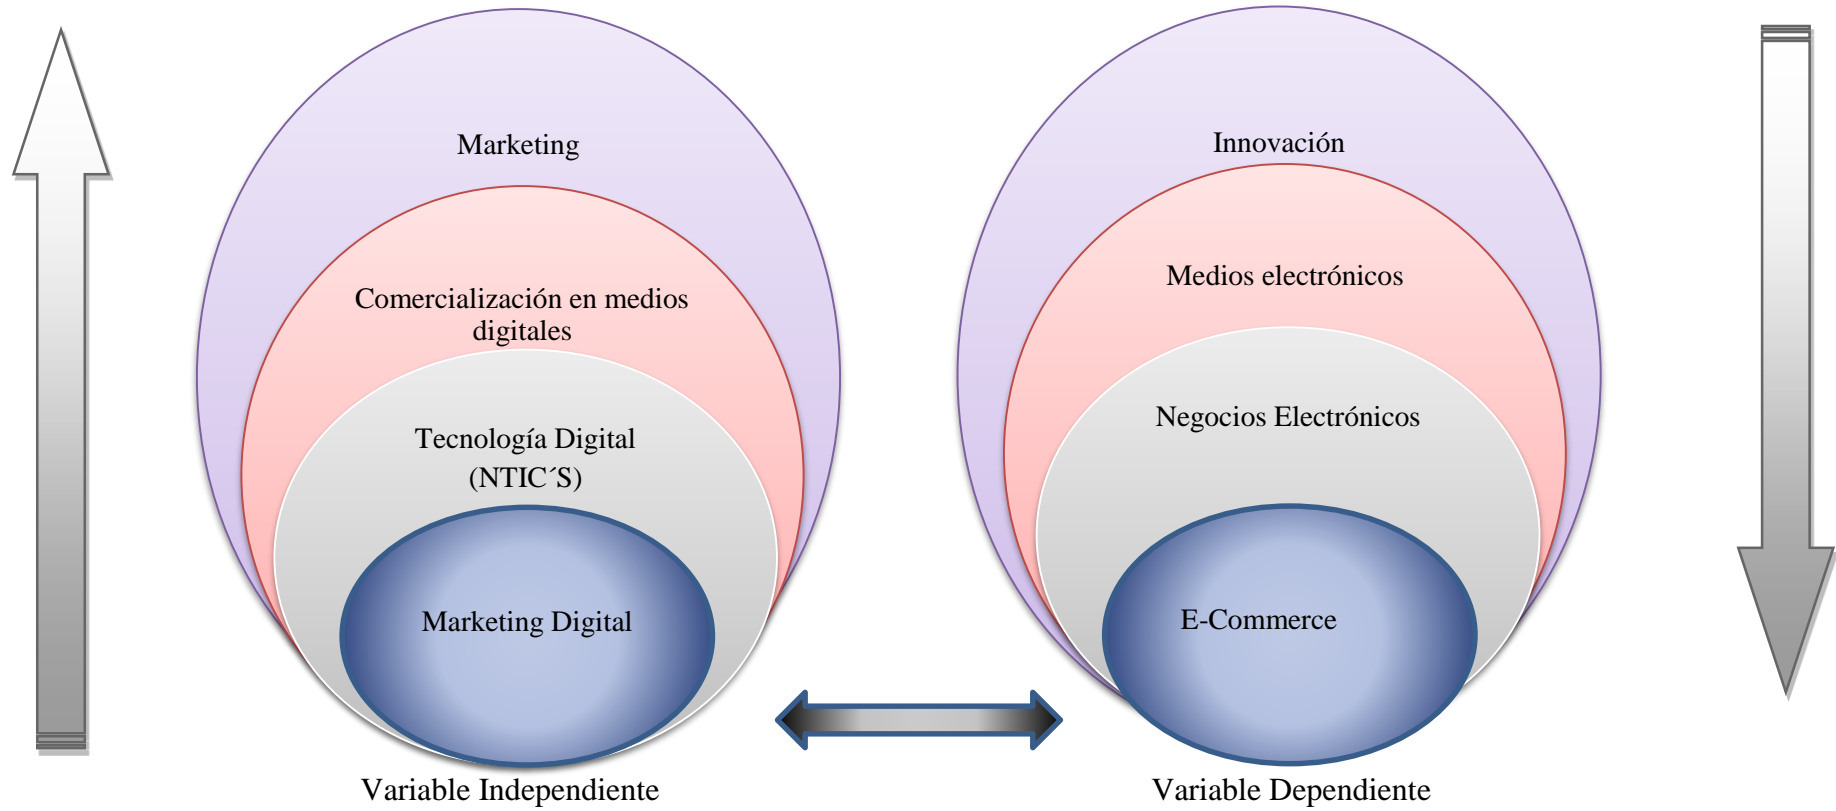 Marketing
Comercialización en medios
digitales
Tecnología Digital
(NTIC´S)
Marketing Digital
Variable Independiente
Innovación
Medios electrónicos
Negocios Electrónicos
E-Commerce
Variable Dependiente